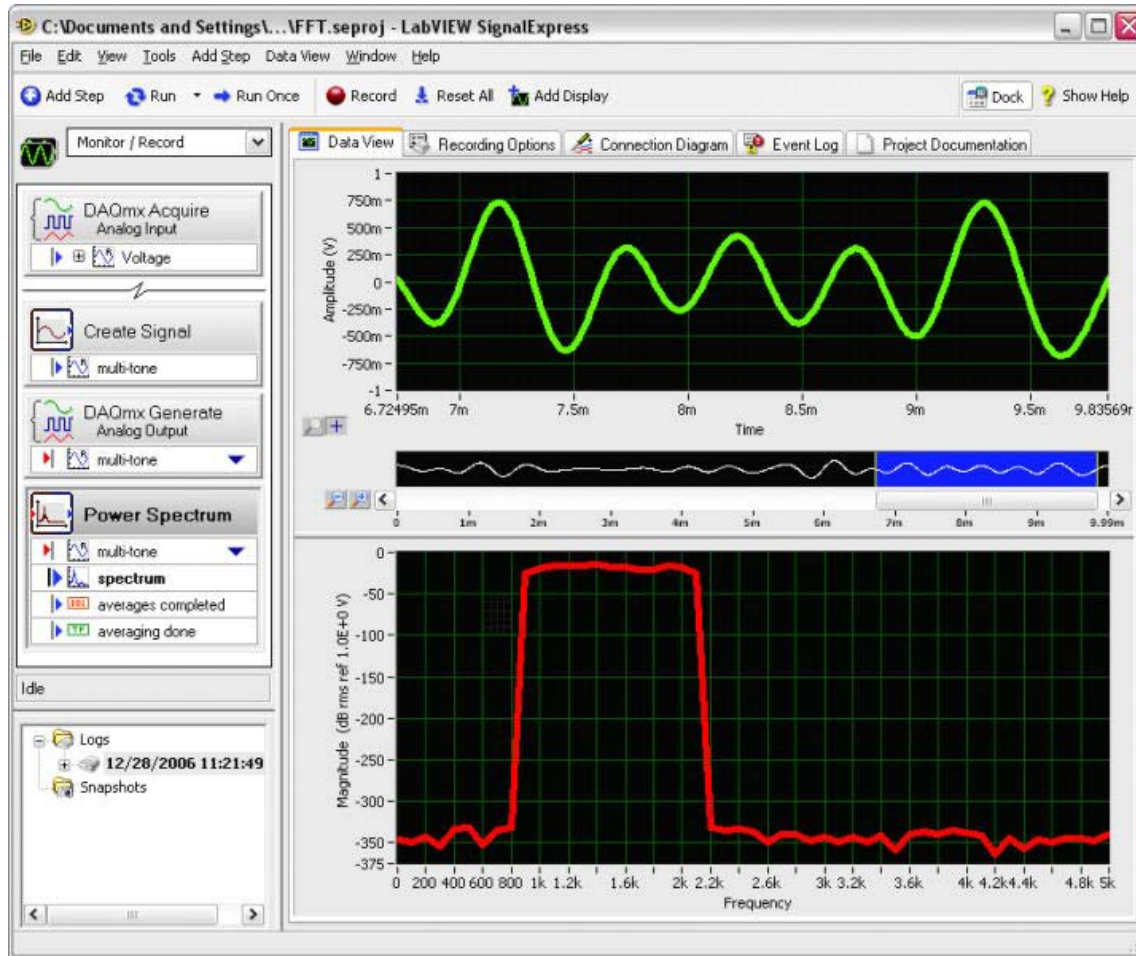 C:\Documents and Settings\...\FFT.seproj - LabVIEW SignalExpress
File Edit View Tools Add Step Data View Window Help
Add Step Run Run Once Record Reset All Add Display Dock Show Help
Monitor / Record
DAQmx Acquire
Analog Input
Voltage
Create Signal
multi-tone
DAQmx Generate
Analog Output
multi-tone
Power Spectrum
multi-tone
spectrum
averages completed
averaging done
Idle
Logs
12/28/2006 11:21:49
Snapshots
Data View Recording Options Connection Diagram Event Log Project Documentation
Amplitude (V)
1
750m
500m
250m
0
-250m
-500m
-750m
-1
6.72495m 7m 7.5m 8m 8.5m 9m 9.5m 9.83569m
Time
0 1m 2m 3m 4m 5m 6m 7m 8m 9m 9.99m
Magnitude (dB rms ref 1.0E+0 V)
0
-50
-100
-150
-200
-250
-300
-350
-375
0 200 400 600 800 1k 1.2k 1.6k 2k 2.2k 2.6k 3k 3.2k 3.6k 4k 4.2k 4.4k 4.8k 5k
Frequency